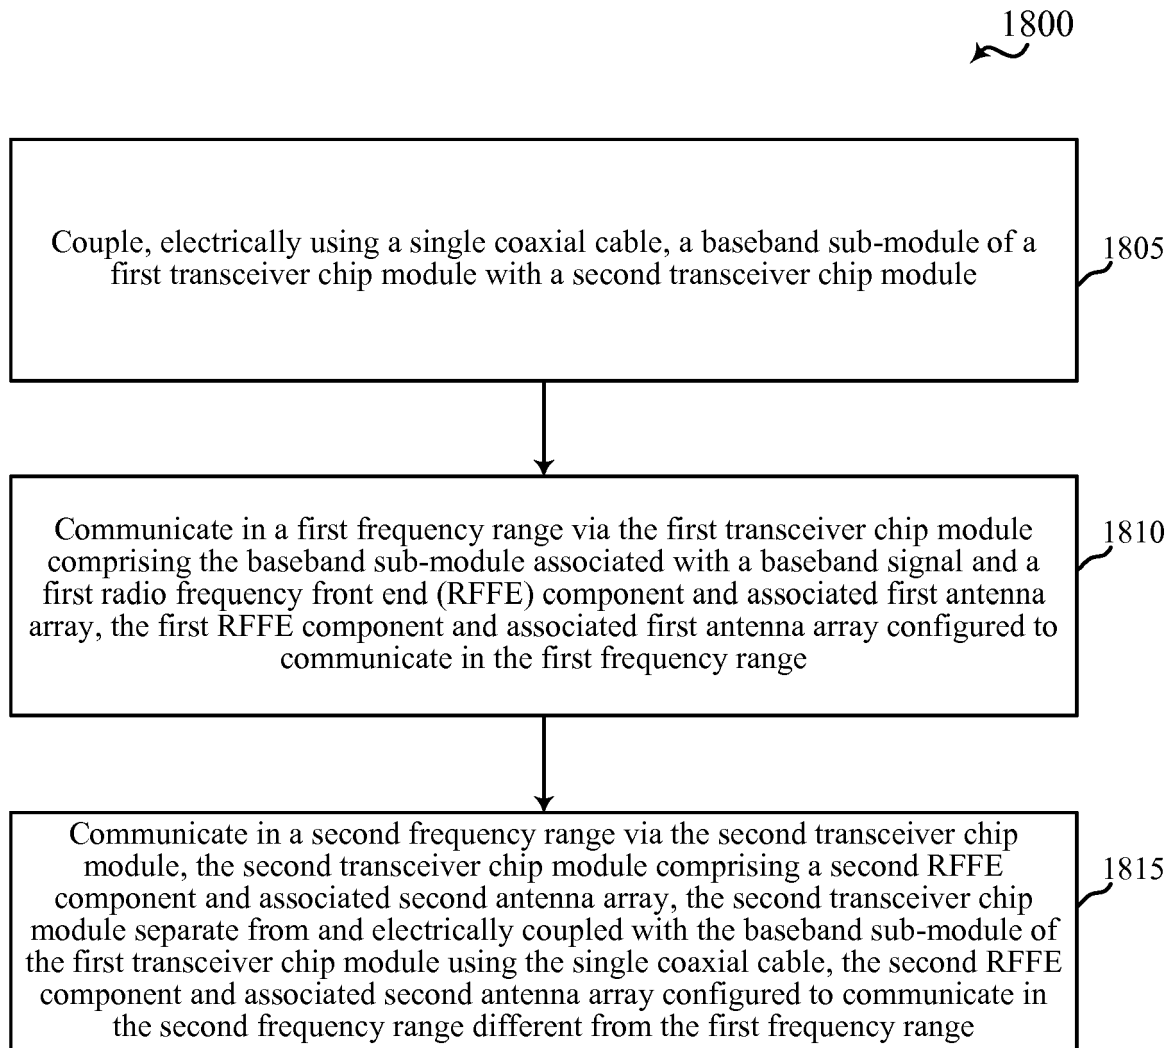 1800
Couple, electrically using a single coaxial cable, a baseband sub-module of a
first transceiver chip module with a second transceiver chip module
1805
Communicate in a first frequency range via the first transceiver chip module
comprising the baseband sub-module associated with a baseband signal and a
first radio frequency front end (RFFE) component and associated first antenna
array, the first RFFE component and associated first antenna array configured to
communicate in the first frequency range
1810
Communicate in a second frequency range via the second transceiver chip
module, the second transceiver chip module comprising a second RFFE
component and associated second antenna array, the second transceiver chip
module separate from and electrically coupled with the baseband sub-module of
the first transceiver chip module using the single coaxial cable, the second RFFE
component and associated second antenna array configured to communicate in
the second frequency range different from the first frequency range
1815